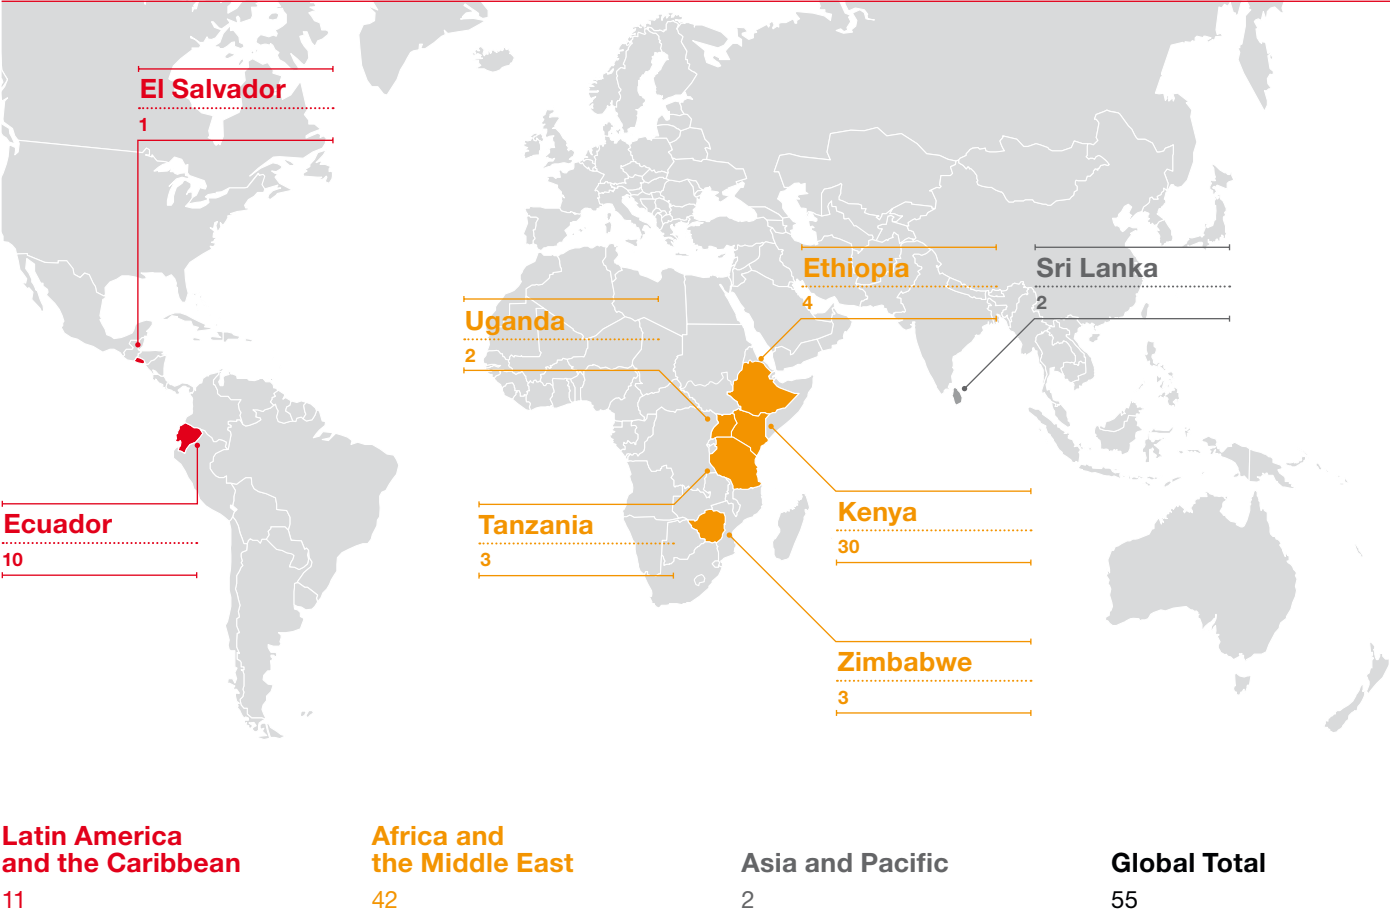 El Salvador
1
Ethiopia
4
Sri Lanka
2
Uganda
2
Ecuador
10
Tanzania
3
Kenya
30
Zimbabwe
3
Latin America
and the Caribbean
11
Africa and
the Middle East
42
Asia and Pacific
2
Global Total
55